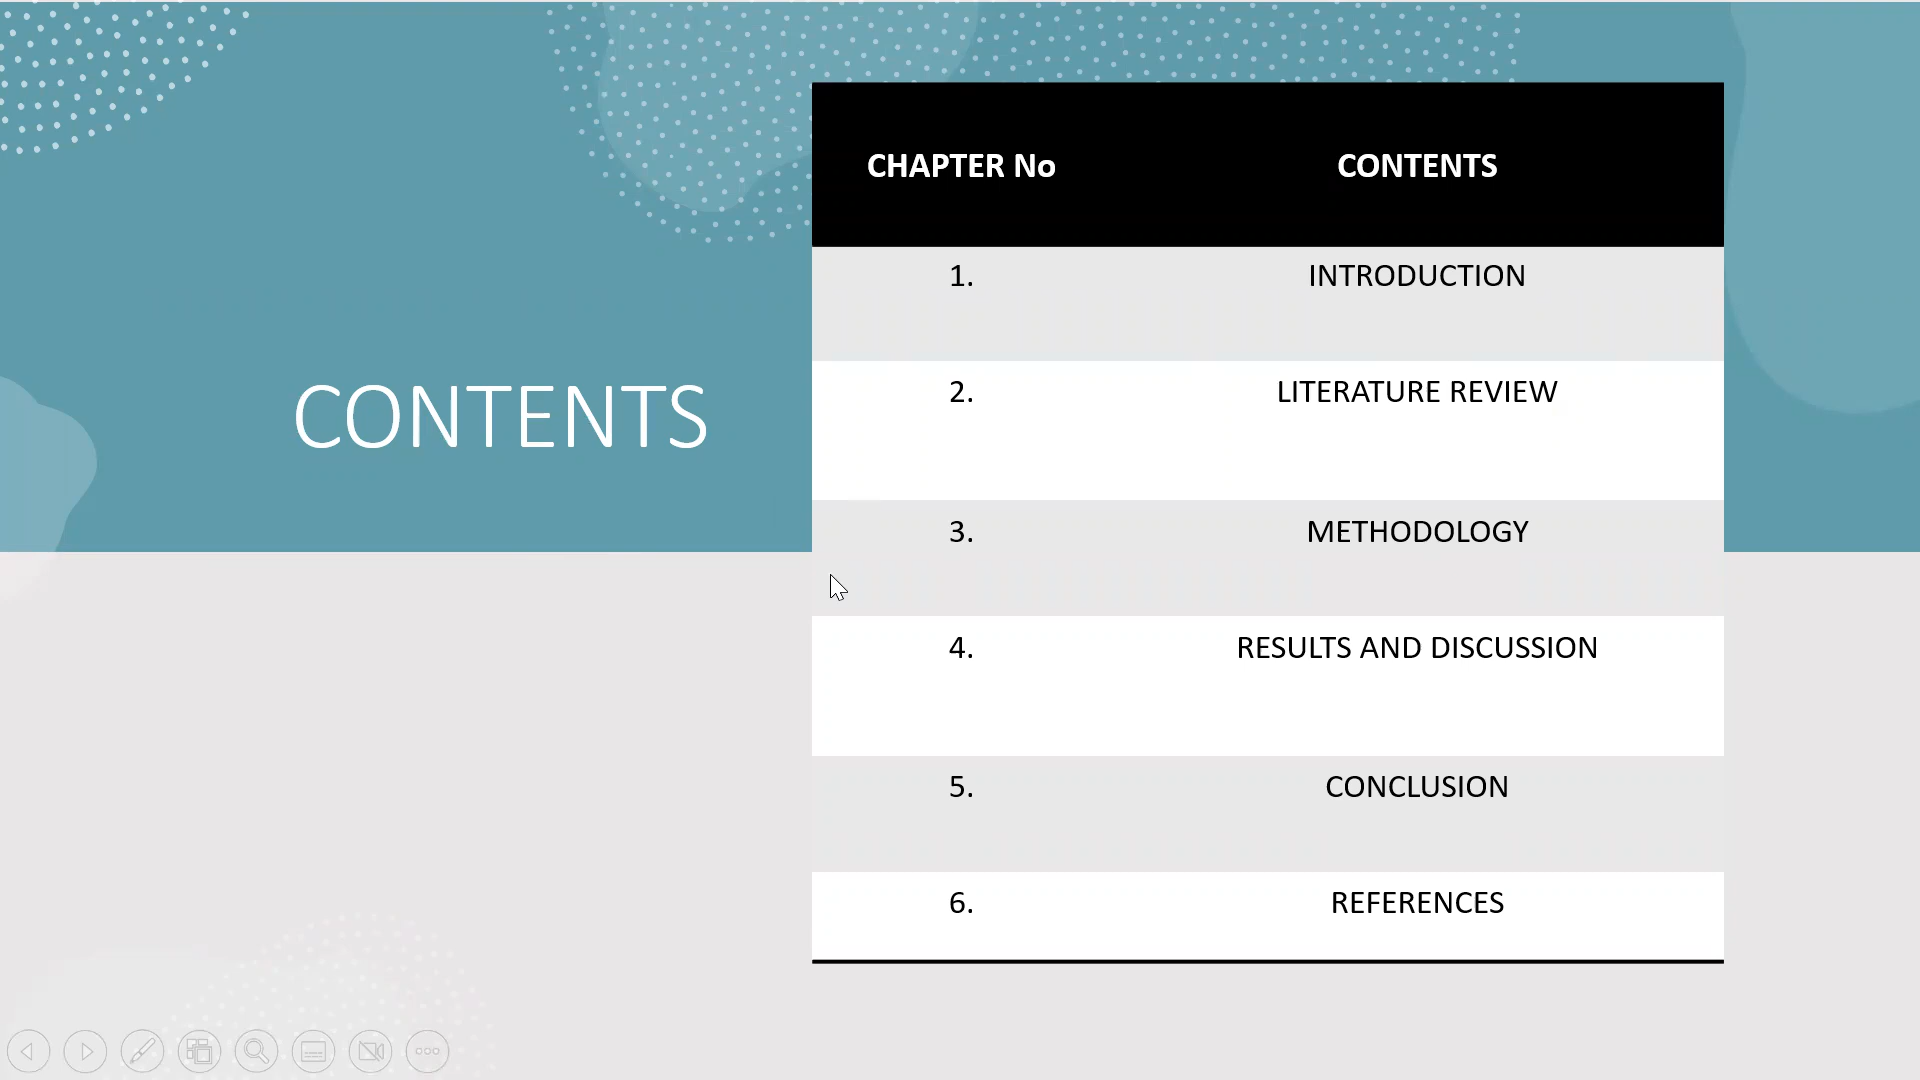 CONTENTS
CHAPTER No CONTENTS
1. INTRODUCTION
2. LITERATURE REVIEW
3. METHODOLOGY
4. RESULTS AND DISCUSSION
5. CONCLUSION
6. REFERENCES